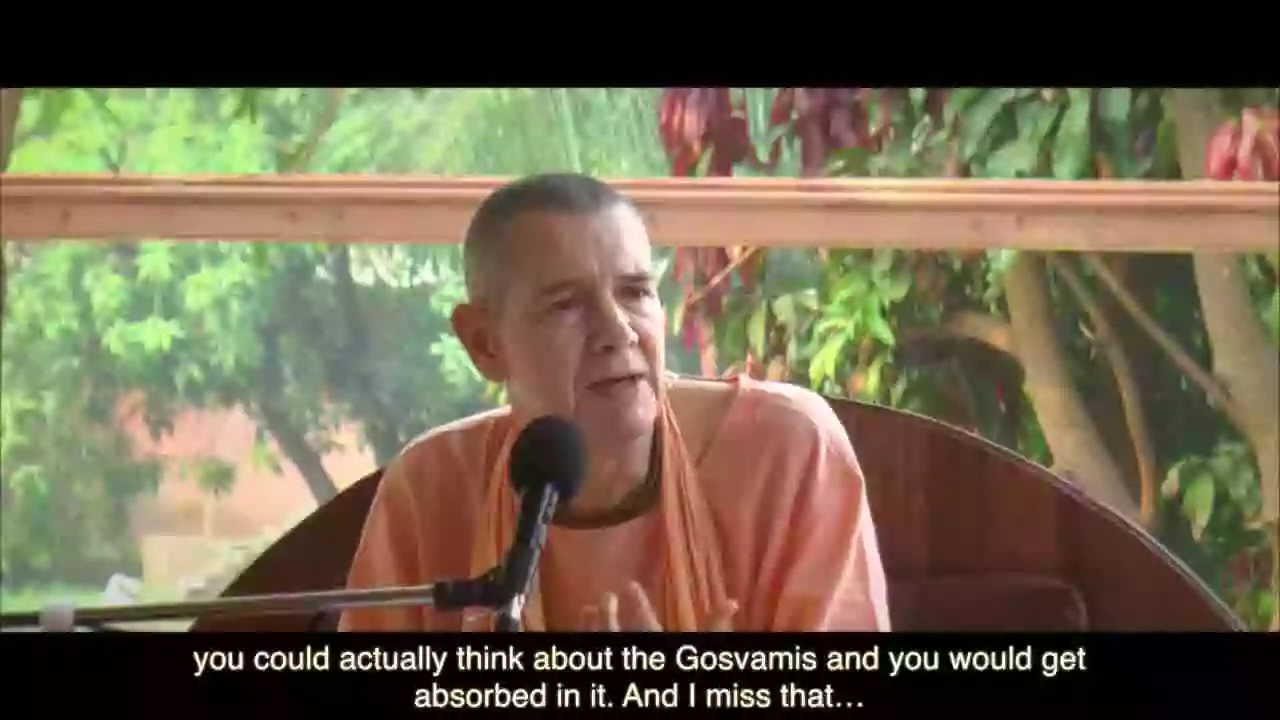 you could actually think about the Gosvamis and you would get
absorbed in it. And I miss that…